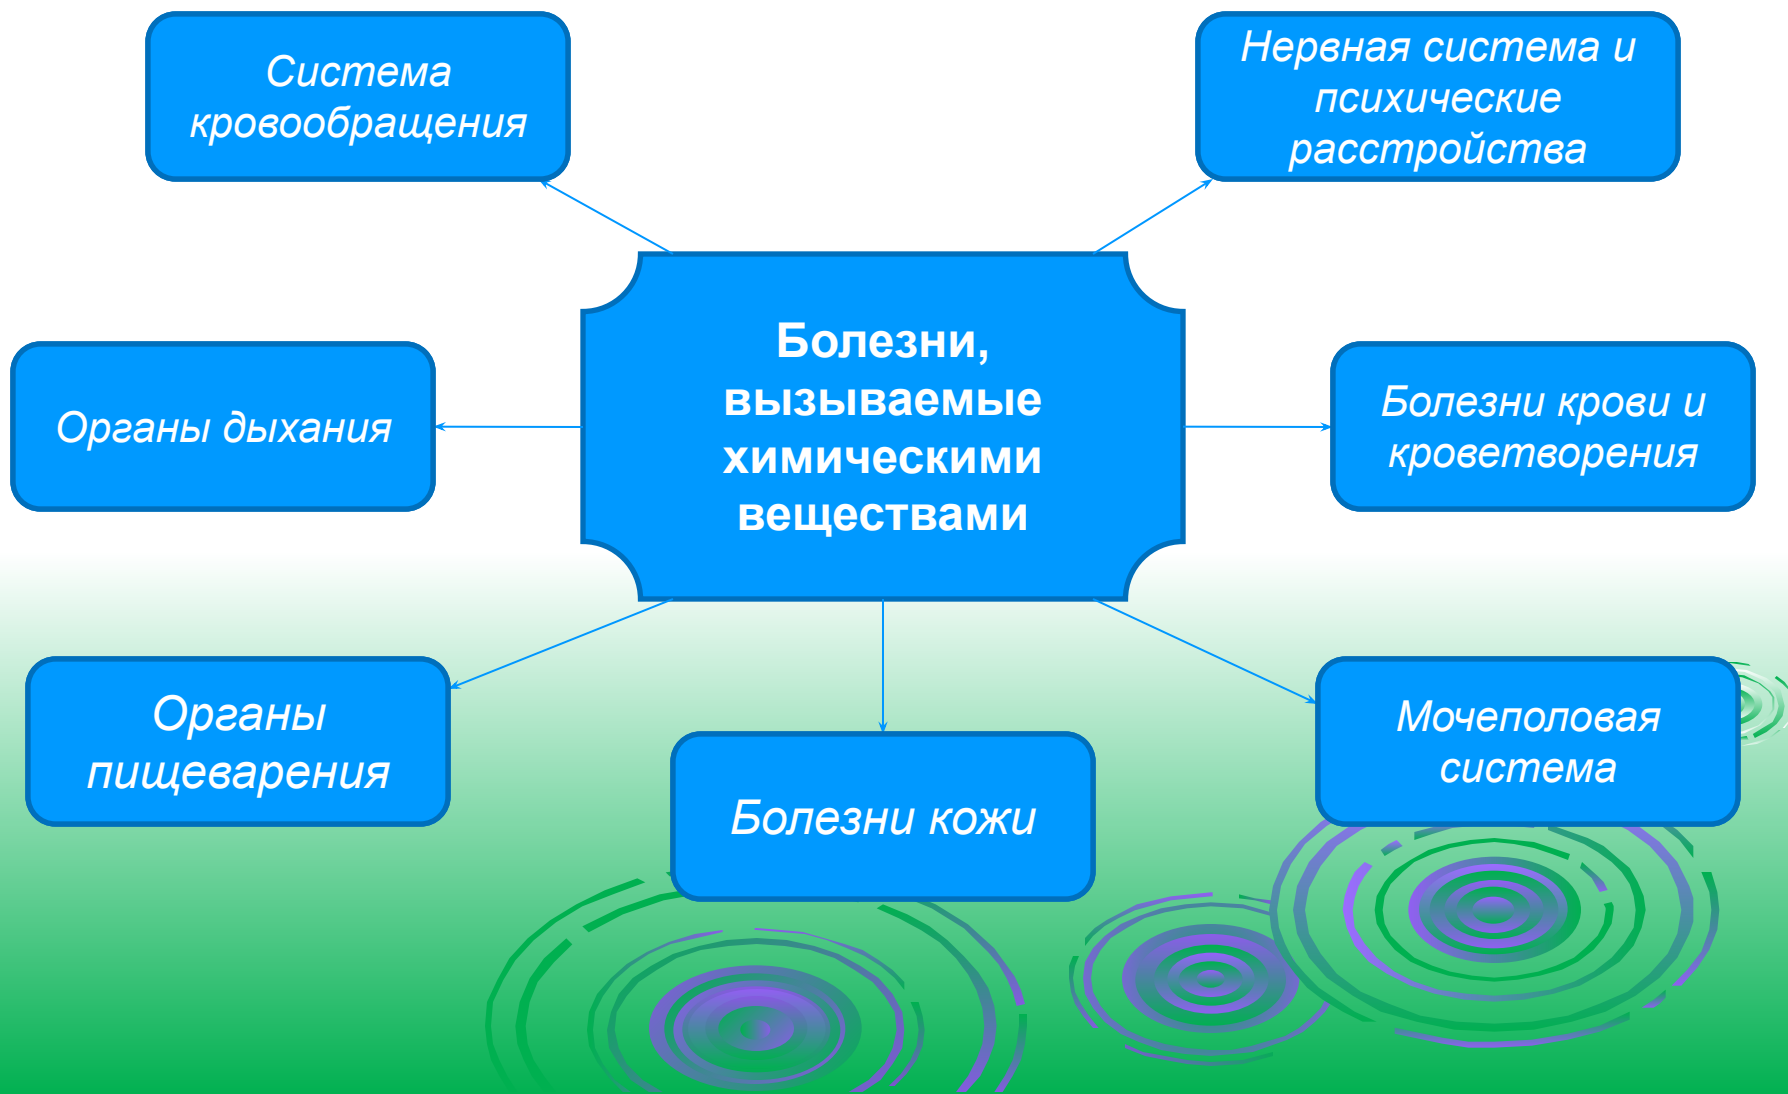 Система
кровообращения
Нервная система и
психические
расстройства
Болезни,
вызываемые
химическими
веществами
Органы дыхания
Болезни крови и
кроветворения
Органы
пищеварения
Болезни кожи
Мочеполовая
система